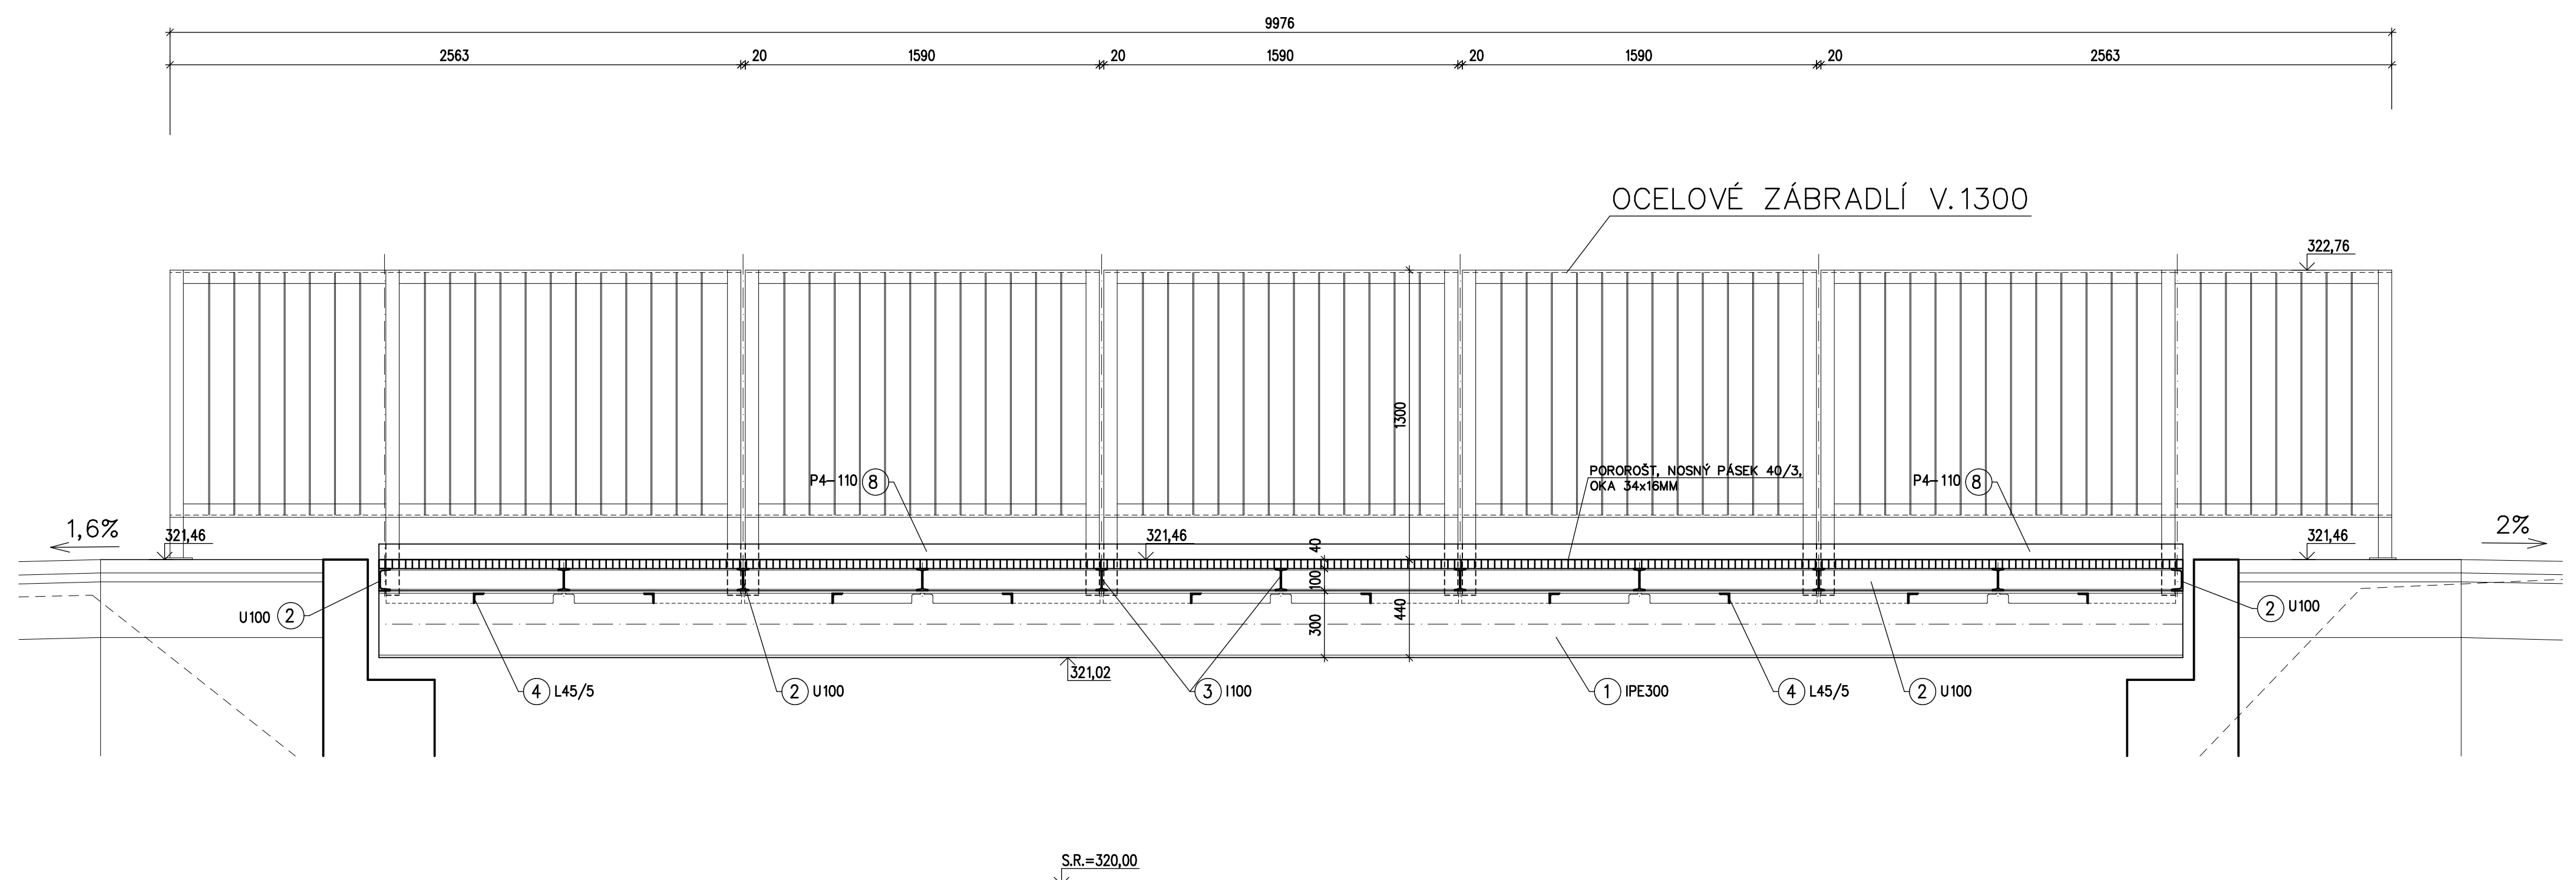 9976
2563 20 1590 20 1590 20 1590 20 2563
OCELOVÉ ZÁBRADLÍ V.1300
322,76
1300
P4-110 8
POROROŠT, NOSNÝ PÁSEK 40/3,
OKA 34x16MM
P4-110 8
1,6%
321,46
321,46
40
321,46
2%
100
U100 2
300
440
2 U100
321,02
4 L45/5
2 U100
3 I100
1 IPE300
4 L45/5
2 U100
S.R.=320,00